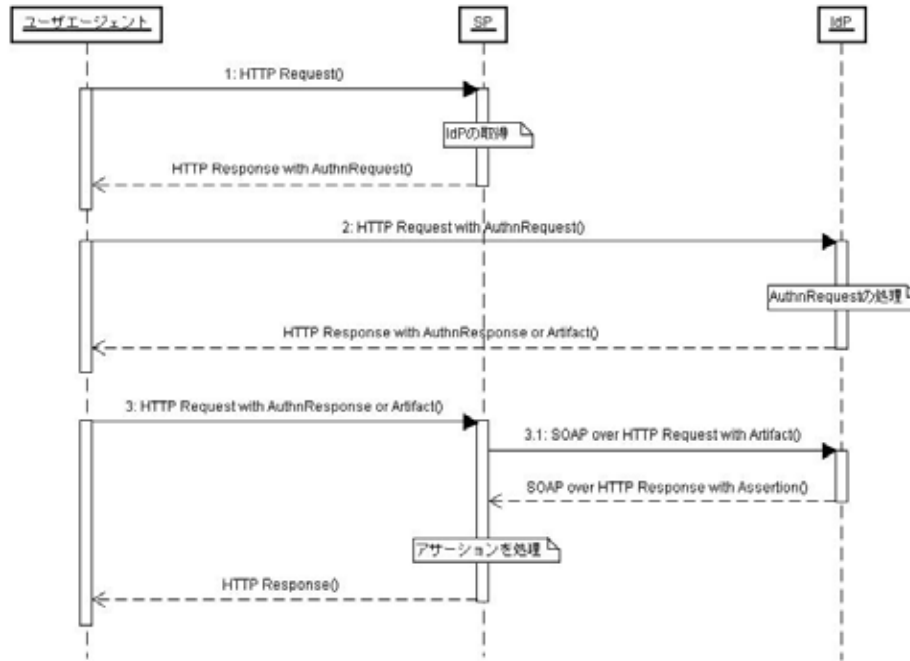 ユーザエージェント
SP
IdP
1: HTTP Request()
IdPの取得
HTTP Response with AuthnRequest()
2: HTTP Request with AuthnRequest()
AuthnRequestの処理
HTTP Response with AuthnResponse or Artifact()
3: HTTP Request with AuthnResponse or Artifact()
3.1: SOAP over HTTP Request with Artifact()
SOAP over HTTP Response with Assertion()
アサーションを処理
HTTP Response()